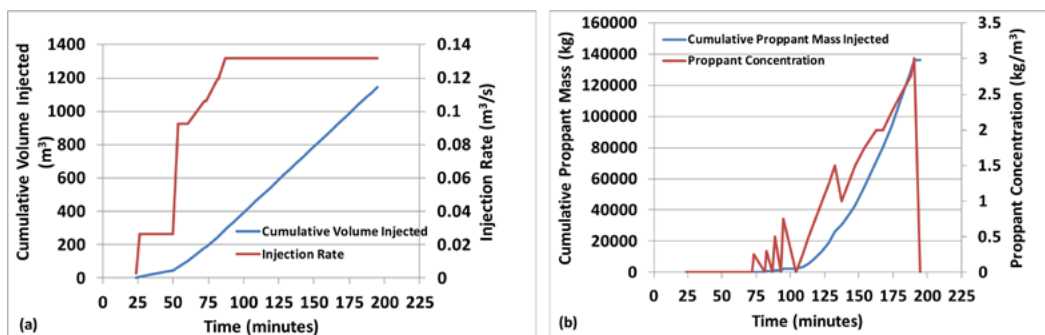 Cumulative Volume Injected
m³)
1400
1200
1000
800
600
400
200
0
0 25 50 75 100 125 150 175 200 225
Time (minutes)
(a)
Cumulative Volume Injected
Injection Rate
0.14
0.12
0.1
0.08
0.06
0.04
0.02
0
Injection Rate
(m³/s)
Cumulative Proppant Mass (kg)
160000
140000
120000
100000
80000
60000
40000
20000
0
0 25 50 75 100 125 150 175 200 225
Time (minutes)
(b)
Cumulative Proppant Mass Injected
Proppant Concentration
3.5
3
2.5
2
1.5
1
0.5
0
Proppant Concentration (kg/m³)